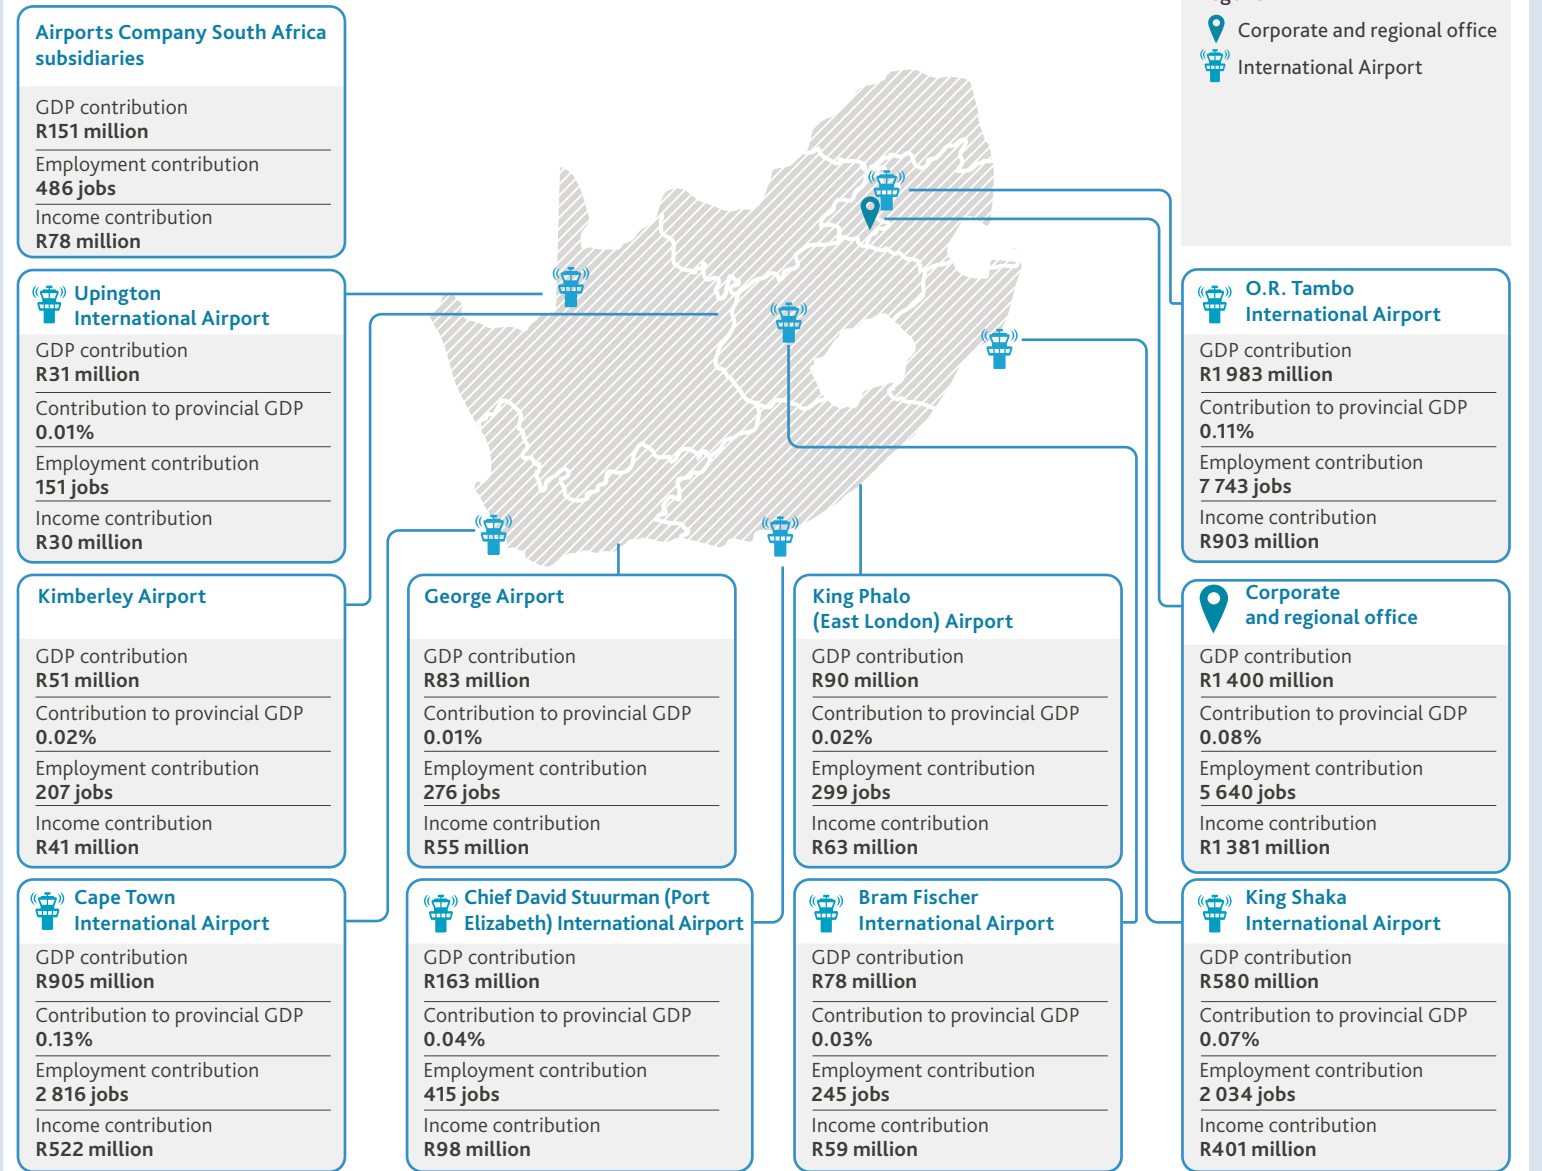 Airports Company South Africa
subsidiaries
GDP contribution
R151 million
Employment contribution
486 jobs
Income contribution
R78 million
Corporate and regional office
International Airport
Upington
International Airport
GDP contribution
R31 million
Contribution to provincial GDP
0.01%
Employment contribution
151 jobs
Income contribution
R30 million
O.R. Tambo
International Airport
GDP contribution
R1 983 million
Contribution to provincial GDP
0.11%
Employment contribution
7 743 jobs
Income contribution
R903 million
Kimberley Airport
GDP contribution
R51 million
Contribution to provincial GDP
0.02%
Employment contribution
207 jobs
Income contribution
R41 million
George Airport
GDP contribution
R83 million
Contribution to provincial GDP
0.01%
Employment contribution
276 jobs
Income contribution
R55 million
King Phalo
(East London) Airport
GDP contribution
R90 million
Contribution to provincial GDP
0.02%
Employment contribution
299 jobs
Income contribution
R63 million
Corporate
and regional office
GDP contribution
R1 400 million
Contribution to provincial GDP
0.08%
Employment contribution
5 640 jobs
Income contribution
R1 381 million
Cape Town
International Airport
GDP contribution
R905 million
Contribution to provincial GDP
0.13%
Employment contribution
2 816 jobs
Income contribution
R522 million
Chief David Stuurman (Port
Elizabeth) International Airport
GDP contribution
R163 million
Contribution to provincial GDP
0.04%
Employment contribution
415 jobs
Income contribution
R98 million
Bram Fischer
International Airport
GDP contribution
R78 million
Contribution to provincial GDP
0.03%
Employment contribution
245 jobs
Income contribution
R59 million
King Shaka
International Airport
GDP contribution
R580 million
Contribution to provincial GDP
0.07%
Employment contribution
2 034 jobs
Income contribution
R401 million